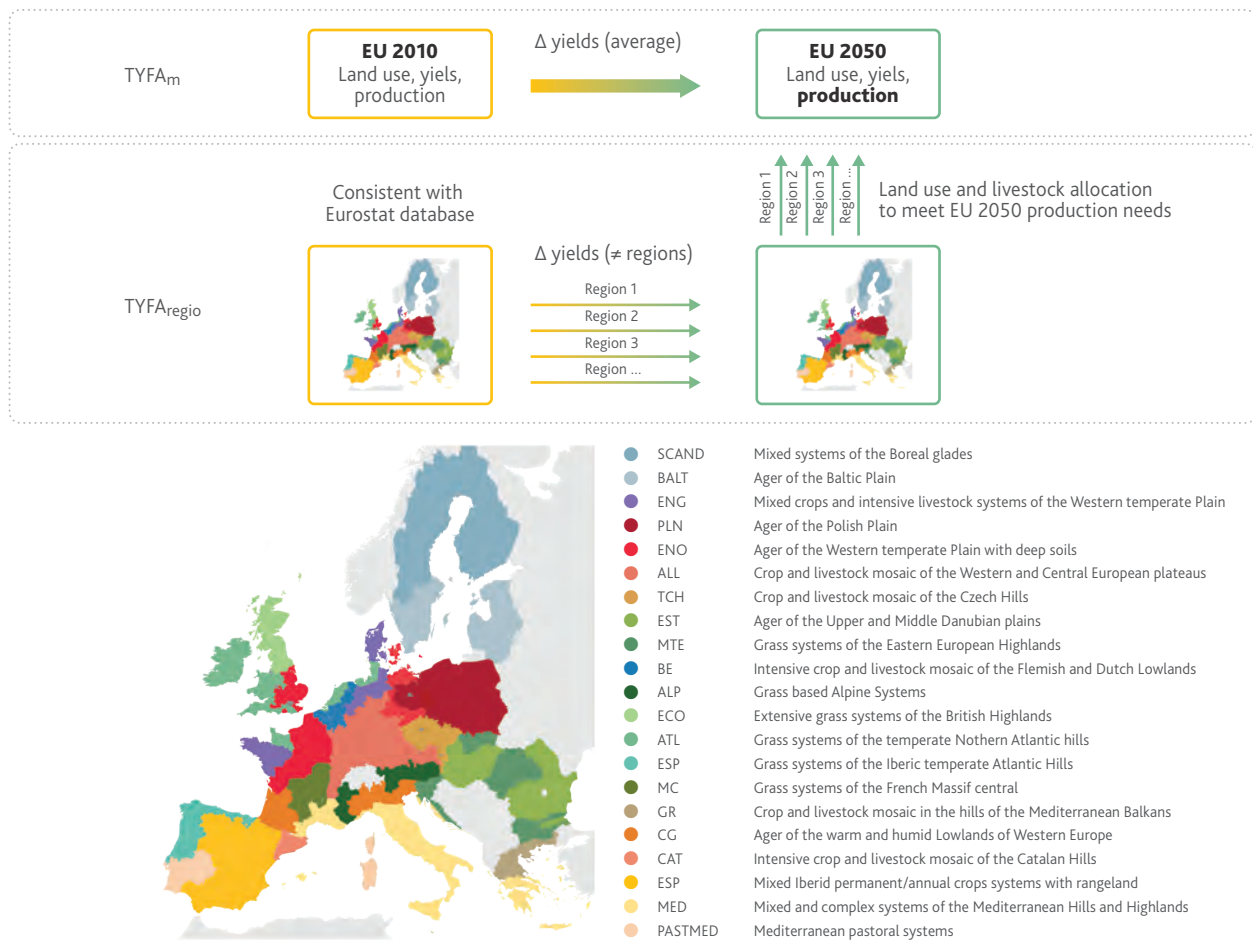 TYFAm
EU 2010
Land use, yiels,
production
Δ yields (average)
EU 2050
Land use, yiels,
production
TYFAregio
Consistent with
Eurostat database
Δ yields (≠ regions)
Region 1
Region 2
Region 3
Region ...
Region 1
Region 2
Region 3
Region ...
Land use and livestock allocation
to meet EU 2050 production needs
SCAND Mixed systems of the Boreal glades
BALT Ager of the Baltic Plain
ENG Mixed crops and intensive livestock systems of the Western temperate Plain
PLN Ager of the Polish Plain
ENO Ager of the Western temperate Plain with deep soils
ALL Crop and livestock mosaic of the Western and Central European plateaus
TCH Crop and livestock mosaic of the Czech Hills
EST Ager of the Upper and Middle Danubian plains
MTE Grass systems of the Eastern European Highlands
BE Intensive crop and livestock mosaic of the Flemish and Dutch Lowlands
ALP Grass based Alpine Systems
ECO Extensive grass systems of the British Highlands
ATL Grass systems of the temperate Nothern Atlantic hills
ESP Grass systems of the Iberic temperate Atlantic Hills
MC Grass systems of the French Massif central
GR Crop and livestock mosaic in the hills of the Mediterranean Balkans
CG Ager of the warm and humid Lowlands of Western Europe
CAT Intensive crop and livestock mosaic of the Catalan Hills
ESP Mixed Iberid permanent/annual crops systems with rangeland
MED Mixed and complex systems of the Mediterranean Hills and Highlands
PASTMED Mediterranean pastoral systems